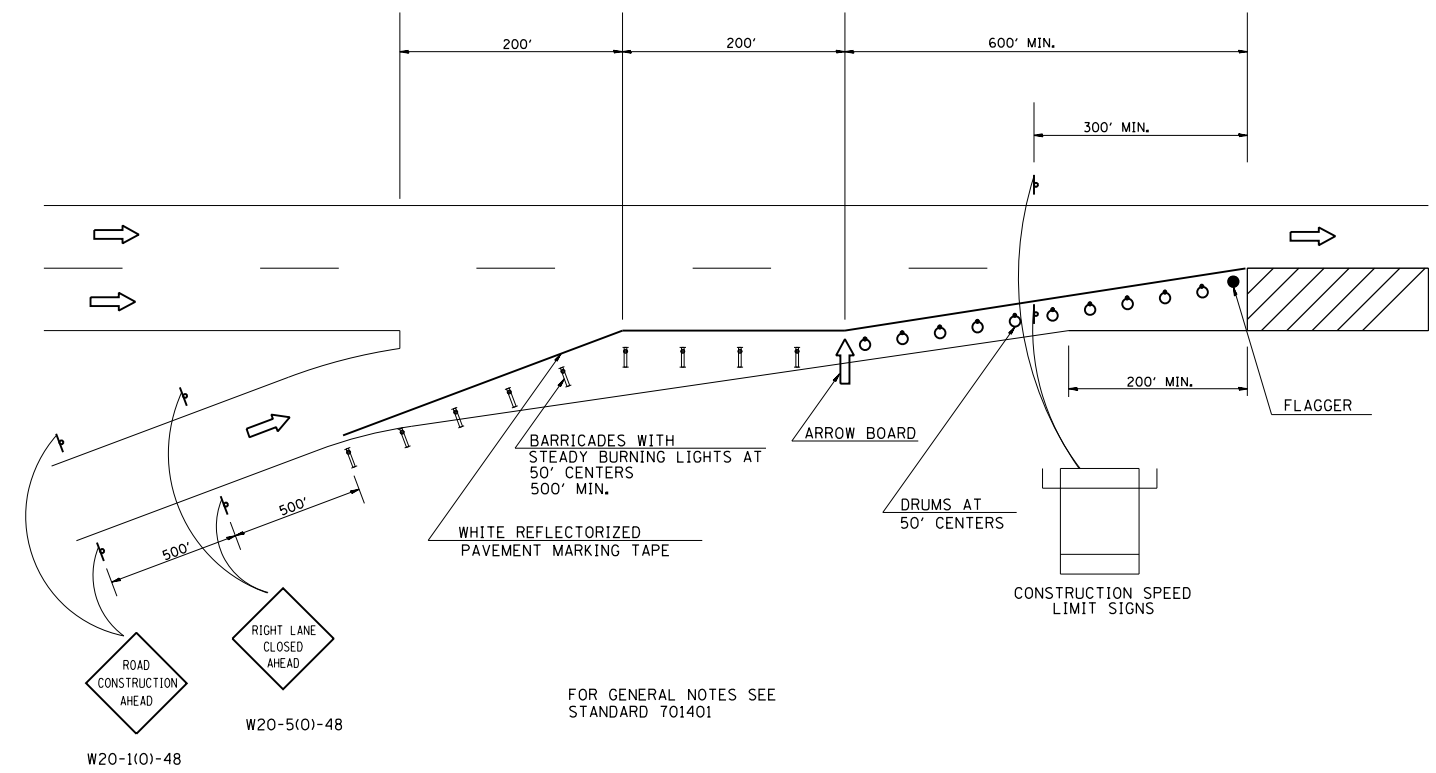 200'
200'
600' MIN.
300' MIN.
200' MIN.
FLAGGER
ARROW BOARD
BARRICADES WITH
STEADY BURNING LIGHTS AT
50' CENTERS
500' MIN.
DRUMS AT
50' CENTERS
WHITE REFLECTORIZED
PAVEMENT MARKING TAPE
500'
500'
CONSTRUCTION SPEED
LIMIT SIGNS
RIGHT LANE
CLOSED
AHEAD
W20-5(O)-48
ROAD
CONSTRUCTION
AHEAD
W20-1(O)-48
FOR GENERAL NOTES SEE
STANDARD 701401